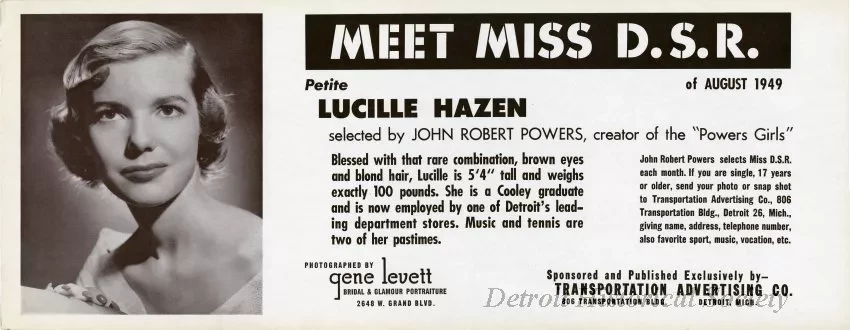 MEET MISS D.S.R.
Petite
of AUGUST 1949
LUCILLE HAZEN
selected by JOHN ROBERT POWERS, creator of the "Powers Girls"
Blessed with that rare combination, brown eyes
and blond hair, Lucille is 5'4" tall and weighs
exactly 100 pounds. She is a Cooley graduate
and is now employed by one of Detroit's lead-
ing department stores. Music and tennis are
two of her pastimes.
John Robert Powers selects Miss D.S.R.
each month. If you are single, 17 years
or older, send your photo or snap shot
to Transportation Advertising Co., 806
Transportation Bldg., Detroit 26, Mich.,
giving name, address, telephone number,
also favorite sport, music, vocation, etc.
PHOTOGRAPHED BY
gene levett
BRIDAL & GLAMOUR PORTRAITURE
2648 W. GRAND BLVD.
Sponsored and Published Exclusively by—
TRANSPORTATION ADVERTISING CO.
806 TRANSPORTATION BLDG. DETROIT, MICH.
Detroit Historical Society